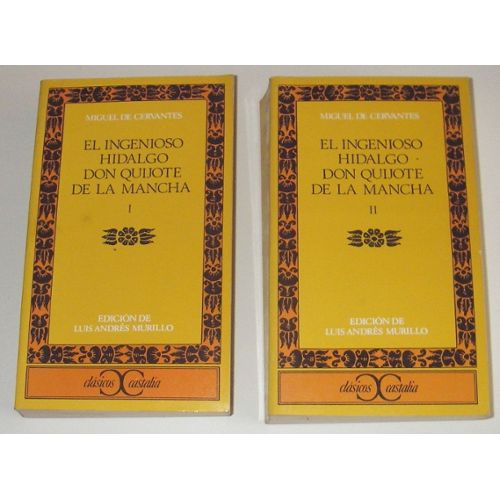 MIGUEL DE CERVANTES
EL INGENIOSO
HIDALGO
DON QUIJOTE
DE LA MANCHA
I
EDICIÓN DE
LUIS ANDRÉS MURILLO
clásicos castalia
MIGUEL DE CERVANTES
EL INGENIOSO
HIDALGO
DON QUIJOTE
DE LA MANCHA
II
EDICIÓN DE
LUIS ANDRÉS MURILLO
clásicos castalia